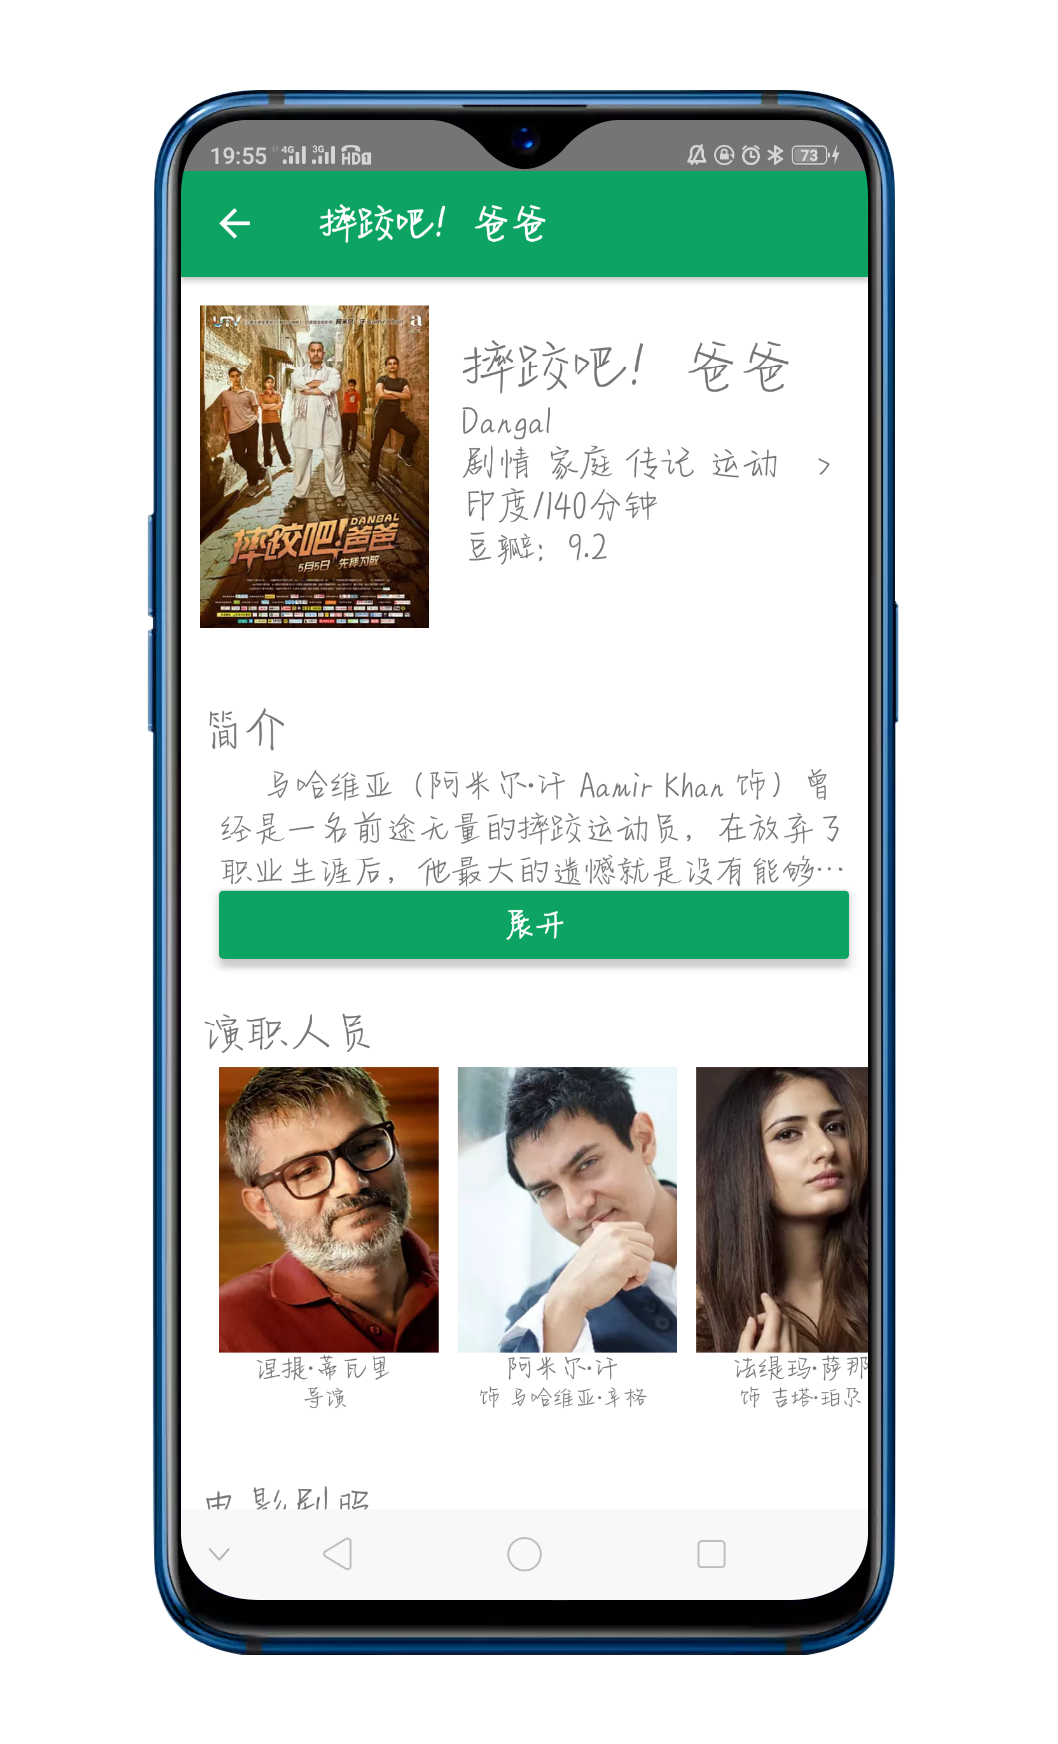 19:55 4G 3G HD1 73
摔跤吧！ 爸爸
UTV a
摔跤吧！爸爸
DANGAL
5月5日 先摔为敬
摔跤吧！ 爸爸
Dangal
剧情 家庭 传记 运动 >
印度/140分钟
豆瓣：9.2
简介
马哈维亚（阿米尔·汗 Aamir Khan 饰）曾
经是一名前途无量的摔跤运动员，在放弃了
职业生涯后，他最大的遗憾就是没有能够…
展开
演职人员
涅提·蒂瓦里 阿米尔·汗 法缇玛·萨那
导演 饰 马哈维亚·辛格 饰 吉塔·珀尕
电影剧照